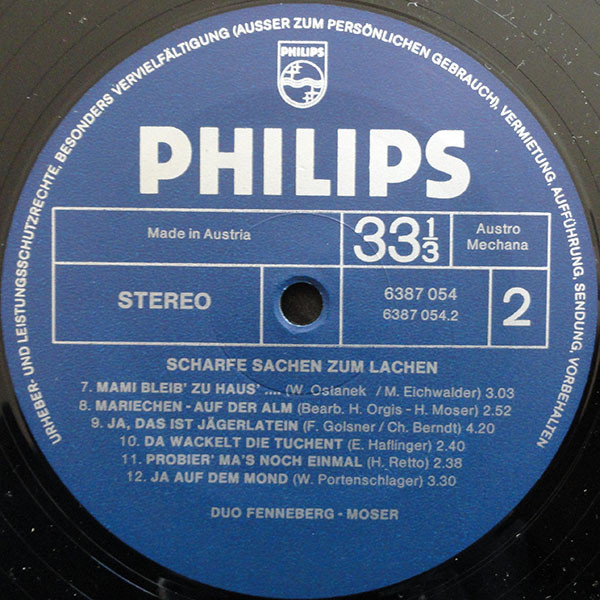 URHEBER- UND LEISTUNGSSCHUTZRECHTE, BESONDERS VERVIELFÄLTIGUNG (AUSSER ZUM PERSÖNLICHEN GEBRAUCH), VERMIETUNG, AUFFÜHRUNG, SENDUNG, VORBEHALTEN
PHILIPS
PHILIPS
Made in Austria
33 1/3
Austro
Mechana
STEREO
6387 054
6387 054.2
2
SCHARFE SACHEN ZUM LACHEN
7. MAMI BLEIB' ZU HAUS' .... (W. Ostanek / M. Eichwalder) 3.03
8. MARIECHEN - AUF DER ALM (Bearb. H. Orgis - H. Moser) 2.52
9. JA, DAS IST JÄGERLATEIN (F. Golsner / Ch. Berndt) 4.20
10. DA WACKELT DIE TUCHENT (E. Haflinger) 2.40
11. PROBIER' MA'S NOCH EINMAL (H. Retto) 2.38
12. JA AUF DEM MOND (W. Portenschlager) 3.30
DUO FENNEBERG - MOSER